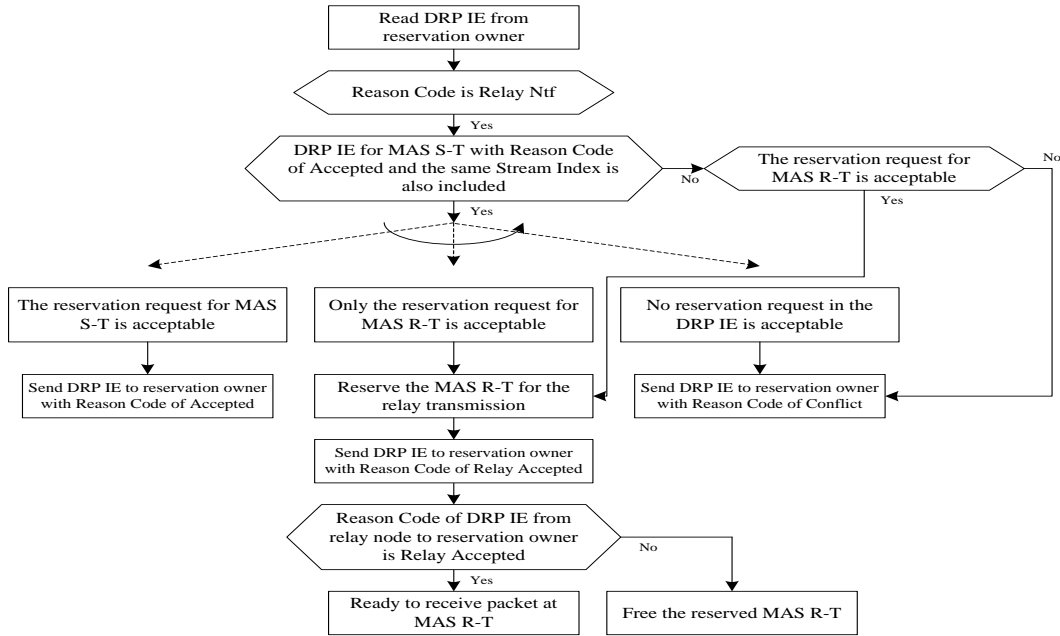 Read DRP IE from
reservation owner
Reason Code is Relay Ntf
Yes
DRP IE for MAS S-T with Reason Code
of Accepted and the same Stream Index is
also included
No
The reservation request for
MAS R-T is acceptable
No
Yes
Yes
The reservation request for MAS
S-T is acceptable
Only the reservation request for
MAS R-T is acceptable
No reservation request in the
DRP IE is acceptable
Send DRP IE to reservation owner
with Reason Code of Accepted
Reserve the MAS R-T for the
relay transmission
Send DRP IE to reservation owner
with Reason Code of Conflict
Send DRP IE to reservation owner
with Reason Code of Relay Accepted
Reason Code of DRP IE from
relay node to reservation owner
is Relay Accepted
No
Yes
Ready to receive packet at
MAS R-T
Free the reserved MAS R-T